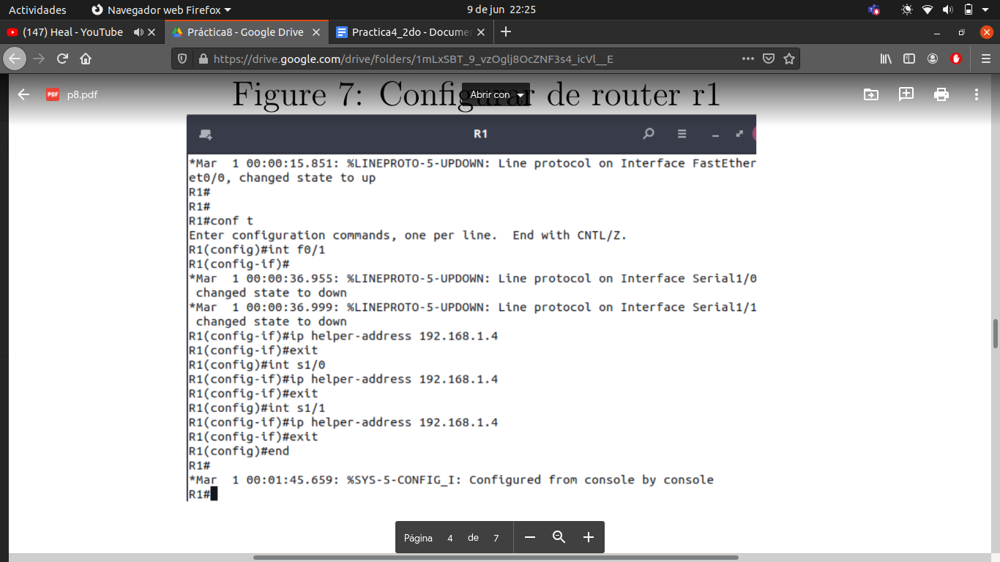 Actividades
Navegador web Firefox
9 de jun 22:25
(147) Heal - YouTube
Práctica8 - Google Drive
Practica4_2do - Docume
https://drive.google.com/drive/folders/1mLxSBT_9_vzOglj8OcZNF3s4_icVl__E
Figure 7: Configurar de router r1
PDF
p8.pdf
Abrir con
R1
*Mar  1 00:00:15.851: %LINEPROTO-5-UPDOWN: Line protocol on Interface FastEther
et0/0, changed state to up
R1#
R1#
R1#conf t
Enter configuration commands, one per line.  End with CNTL/Z.
R1(config)#int f0/1
R1(config-if)#
*Mar  1 00:00:36.955: %LINEPROTO-5-UPDOWN: Line protocol on Interface Serial1/0
changed state to down
*Mar  1 00:00:36.999: %LINEPROTO-5-UPDOWN: Line protocol on Interface Serial1/1
changed state to down
R1(config-if)#ip helper-address 192.168.1.4
R1(config-if)#exit
R1(config)#int s1/0
R1(config-if)#ip helper-address 192.168.1.4
R1(config-if)#exit
R1(config)#int s1/1
R1(config-if)#ip helper-address 192.168.1.4
R1(config-if)#exit
R1(config)#end
R1#
*Mar  1 00:01:45.659: %SYS-5-CONFIG_I: Configured from console by console
R1#
Página 4 de 7